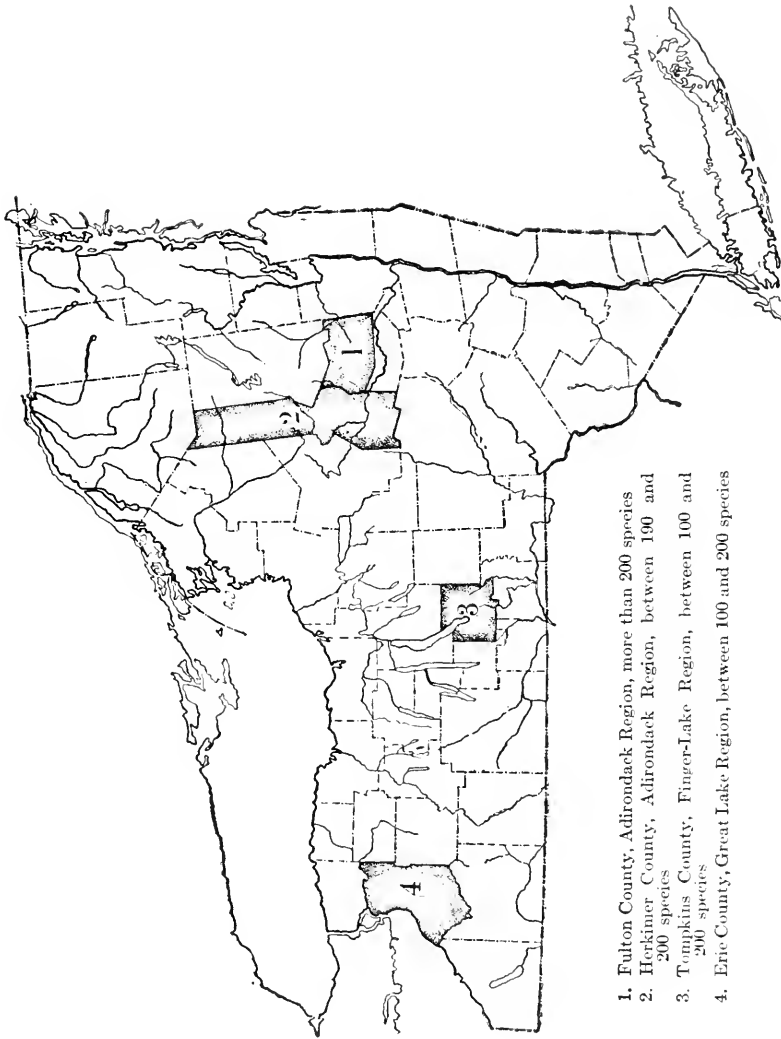 1
2
3
4
1. Fulton County, Adirondack Region, more than 200 species
2. Herkimer County, Adirondack Region, between 190 and
200 species
3. Tompkins County, Finger-Lake Region, between 100 and
200 species
4. Erie County, Great Lake Region, between 100 and 200 species